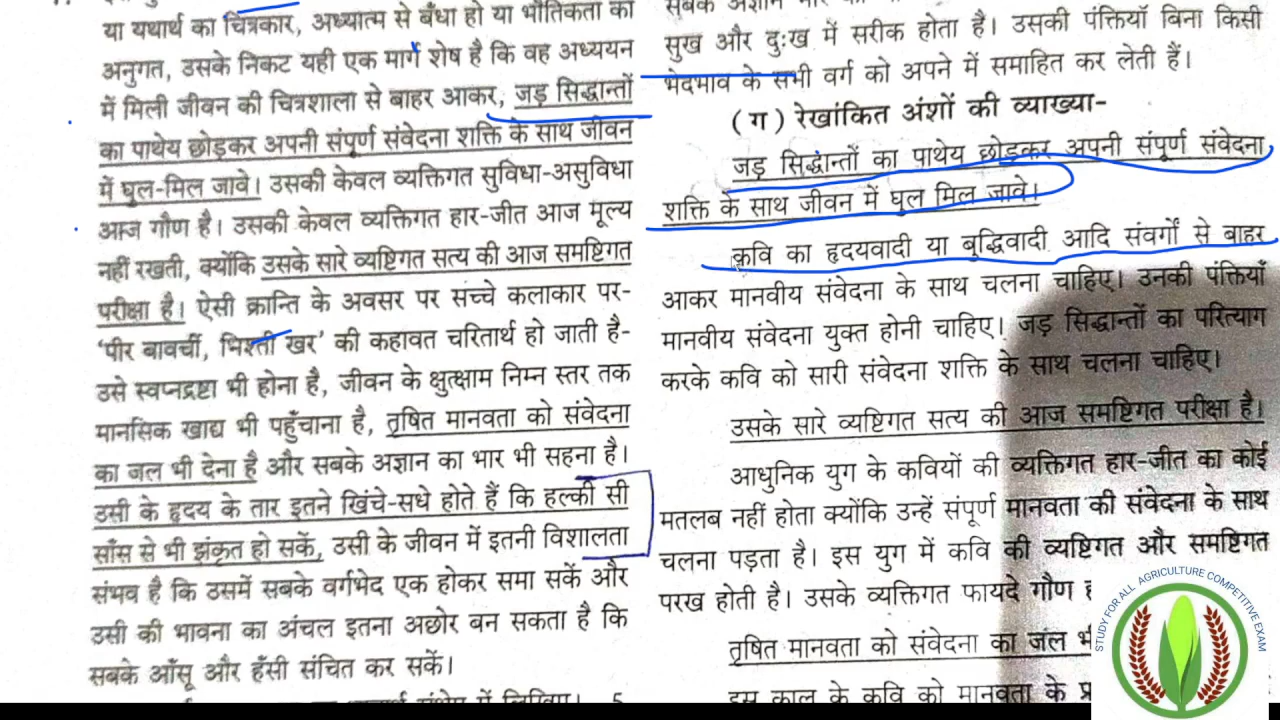 या यथार्थ का चित्रकार, अध्यात्म से बँधा हो या भौतिकता का
अनुगत, उसके निकट यही एक मार्ग शेष है कि वह अध्ययन
में मिली जीवन की चित्रशाला से बाहर आकर, जड़ सिद्धान्तों
का पाथेय छोड़कर अपनी संपूर्ण संवेदना शक्ति के साथ जीवन
में घुल-मिल जावे। उसकी केवल व्यक्तिगत सुविधा-असुविधा
आज गौण है। उसकी केवल व्यक्तिगत हार-जीत आज मूल्य
नहीं रखती, क्योंकि उसके सारे व्यष्टिगत सत्य की आज समष्टिगत
परीक्षा है। ऐसी क्रान्ति के अवसर पर सच्चे कलाकार पर-
‘पीर बावर्ची, भिश्ती खर’ की कहावत चरितार्थ हो जाती है-
उसे स्वप्नद्रष्टा भी होना है, जीवन के क्षुत्क्षाम निम्न स्तर तक
मानसिक खाद्य भी पहुँचाना है, तृषित मानवता को संवेदना
का जल भी देना है और सबके अज्ञान का भार भी सहना है।
उसी के हृदय के तार इतने खिंचे-सधे होते हैं कि हल्की सी
साँस से भी झंकृत हो सकें, उसी के जीवन में इतनी विशालता
संभव है कि उसमें सबके वर्गभेद एक होकर समा सकें और
उसी की भावना का अंचल इतना अछोर बन सकता है कि
सबके आँसू और हँसी संचित कर सकें।
सबके अज्ञान
सुख और दुःख में सरीक होता है। उसकी पंक्तियाँ बिना किसी
भेदभाव के सभी वर्ग को अपने में समाहित कर लेती हैं।
(ग) रेखांकित अंशों की व्याख्या-
जड़ सिद्धांतों का पाथेय छोड़कर अपनी संपूर्ण संवेदना
शक्ति के साथ जीवन में घुल मिल जावे।
कवि का हृदयवादी या बुद्धिवादी आदि संवर्गों से बाहर
आकर मानवीय संवेदना के साथ चलना चाहिए। उनकी पंक्तियाँ
मानवीय संवेदना युक्त होनी चाहिए। जड़ सिद्धान्तों का परित्याग
करके कवि को सारी संवेदना शक्ति के साथ चलना चाहिए।
उसके सारे व्यष्टिगत सत्य की आज समष्टिगत परीक्षा है।
आधुनिक युग के कवियों की व्यक्तिगत हार-जीत का कोई
मतलब नहीं होता क्योंकि उन्हें संपूर्ण मानवता की संवेदना के साथ
चलना पड़ता है। इस युग में कवि की व्यष्टिगत और समष्टिगत
परख होती है। उसके व्यक्तिगत फायदे गौण
तृषित मानवता को संवेदना का जल
इस काल के कवि को मानवता के
STUDY FOR ALL AGRICULTURE COMPETITIVE EXAM